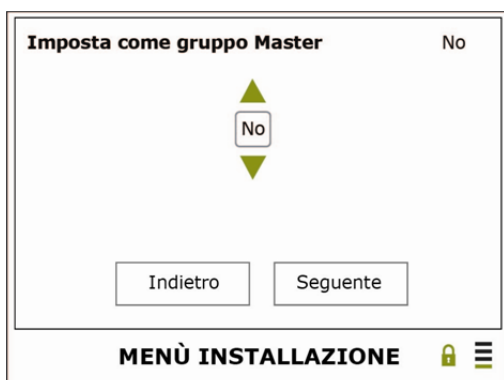 Imposta come gruppo Master No
No
Indietro Seguente
MENÙ INSTALLAZIONE